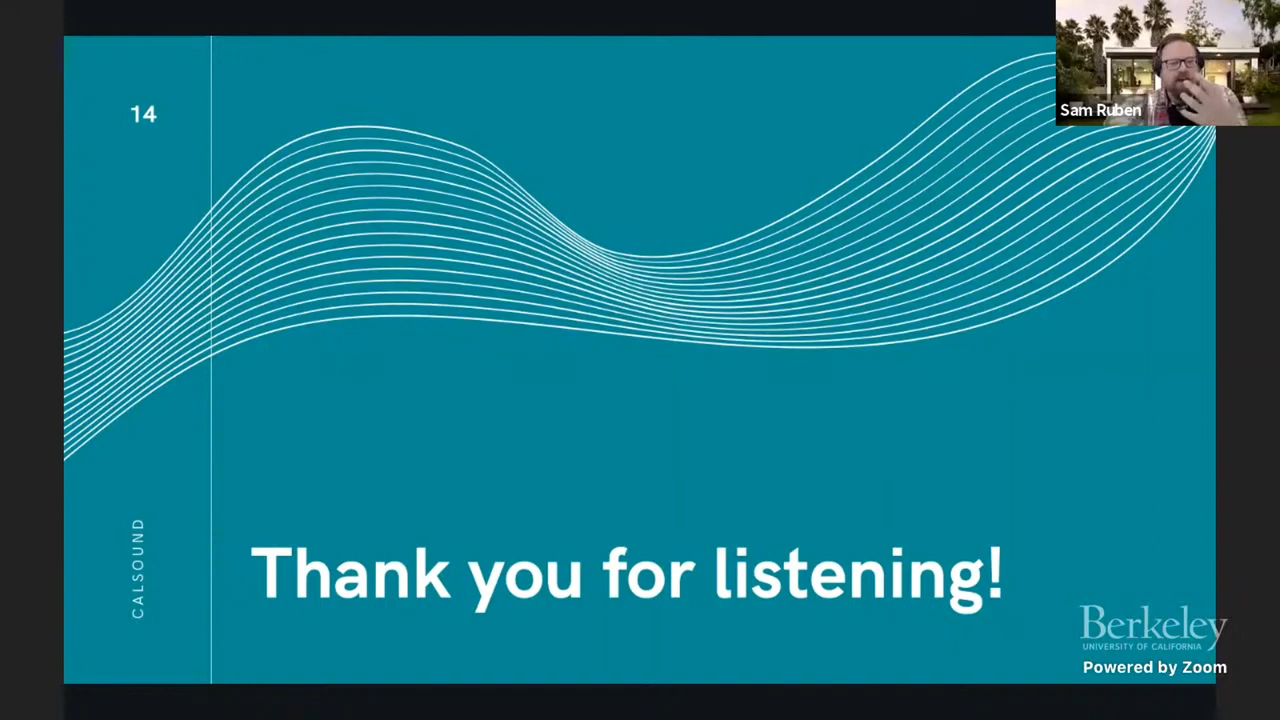 14
Sam Ruben
CALSOUND
Thank you for listening!
Berkeley
UNIVERSITY OF CALIFORNIA
Powered by Zoom